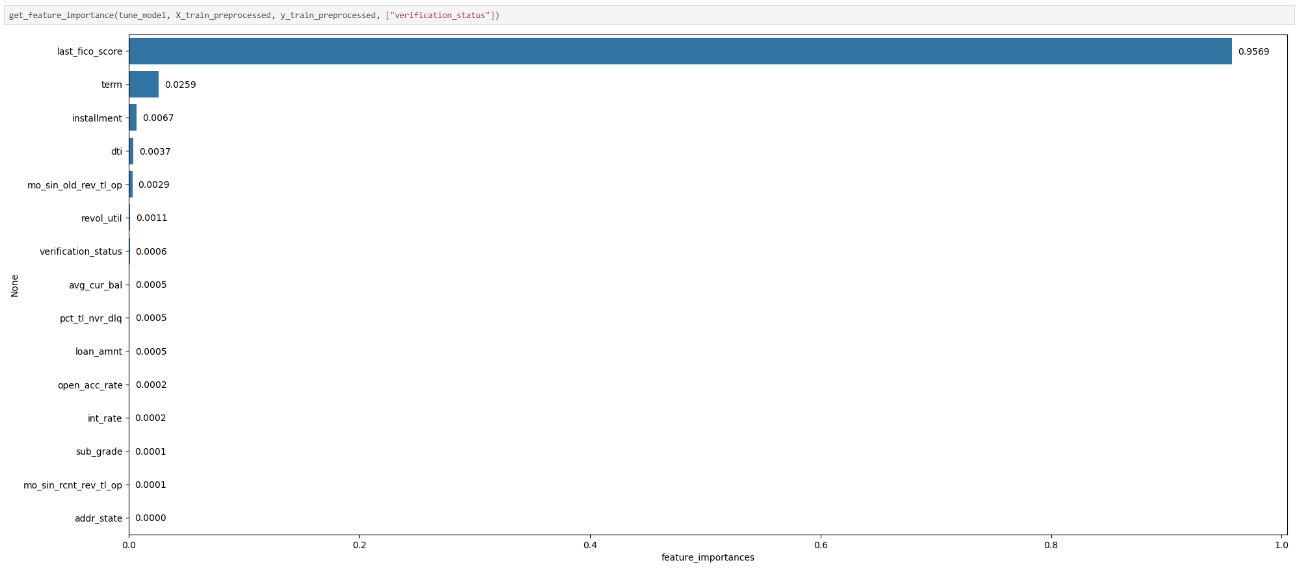 get_feature_importance(tune_model, X_train_preprocessed, y_train_preprocessed, ["verification_status"])
last_fico_score 0.9569
term 0.0259
installment 0.0067
dti 0.0037
mo_sin_old_rev_tl_op 0.0029
revol_util 0.0011
verification_status 0.0006
None
avg_cur_bal 0.0005
pct_tl_nvr_dlq 0.0005
loan_amnt 0.0005
open_acc_rate 0.0002
int_rate 0.0002
sub_grade 0.0001
mo_sin_rcnt_rev_tl_op 0.0001
addr_state 0.0000
0.0 0.2 0.4 0.6 0.8 1.0
feature_importances